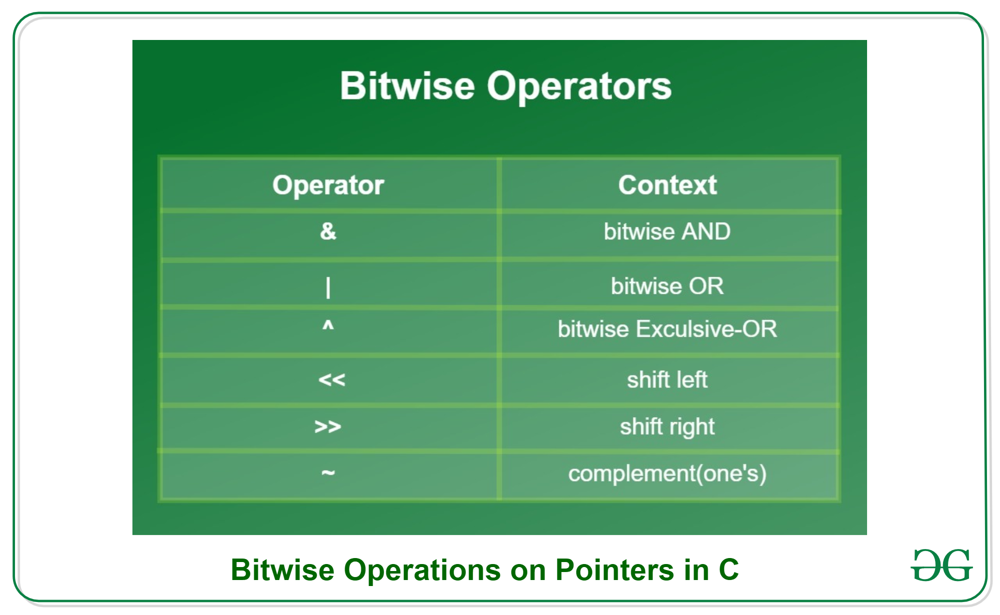 Bitwise Operators
Operator Context
& bitwise AND
| bitwise OR
^ bitwise Exculsive-OR
<< shift left
>> shift right
~ complement(one's)
Bitwise Operations on Pointers in C